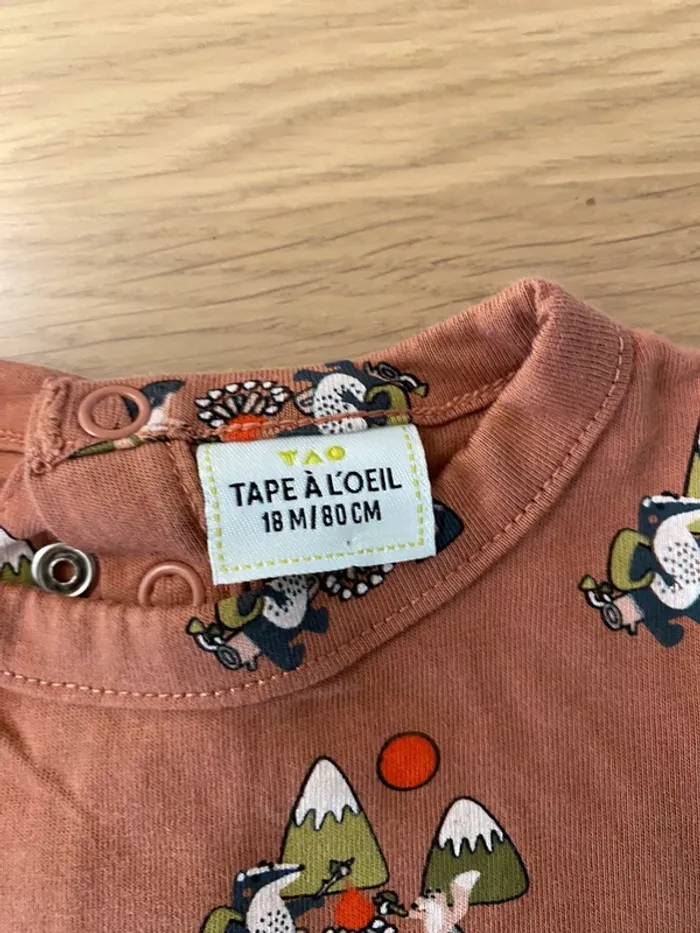 TAO
TAPE À L'OEIL
18 M/80 CM